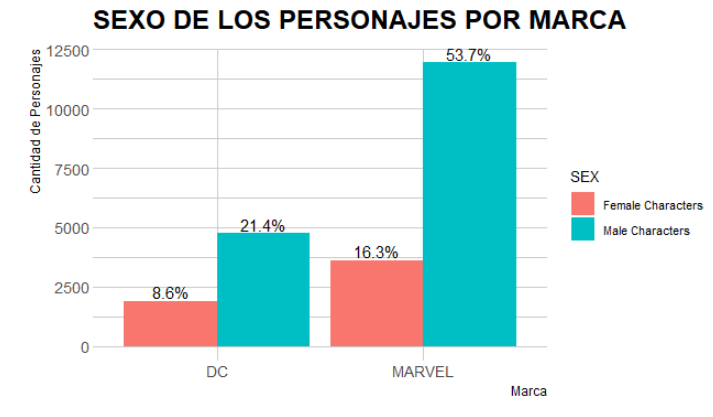 SEXO DE LOS PERSONAJES POR MARCA
Cantidad de Personajes
12500
10000
7500
5000
2500
0
8.6%
21.4%
16.3%
53.7%
DC
MARVEL
Marca
SEX
Female Characters
Male Characters